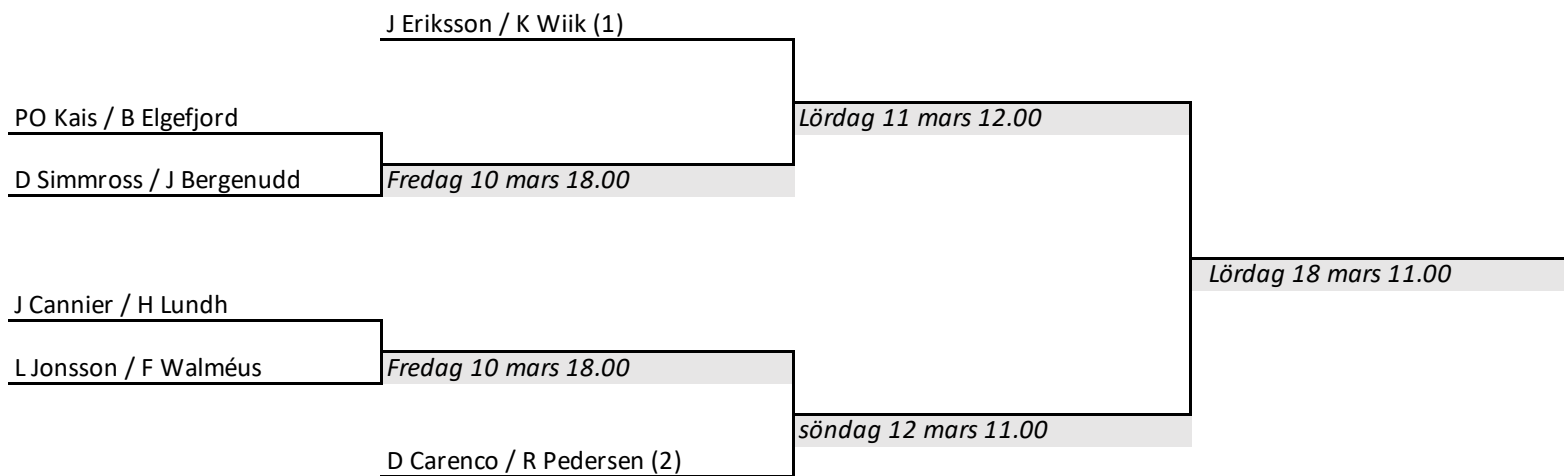 J Eriksson / K Wiik (1)
PO Kais / B Elgefjord
Lördag 11 mars 12.00
D Simmross / J Bergenudd
Fredag 10 mars 18.00
Lördag 18 mars 11.00
J Cannier / H Lundh
L Jonsson / F Walméus
Fredag 10 mars 18.00
söndag 12 mars 11.00
D Carenco / R Pedersen (2)